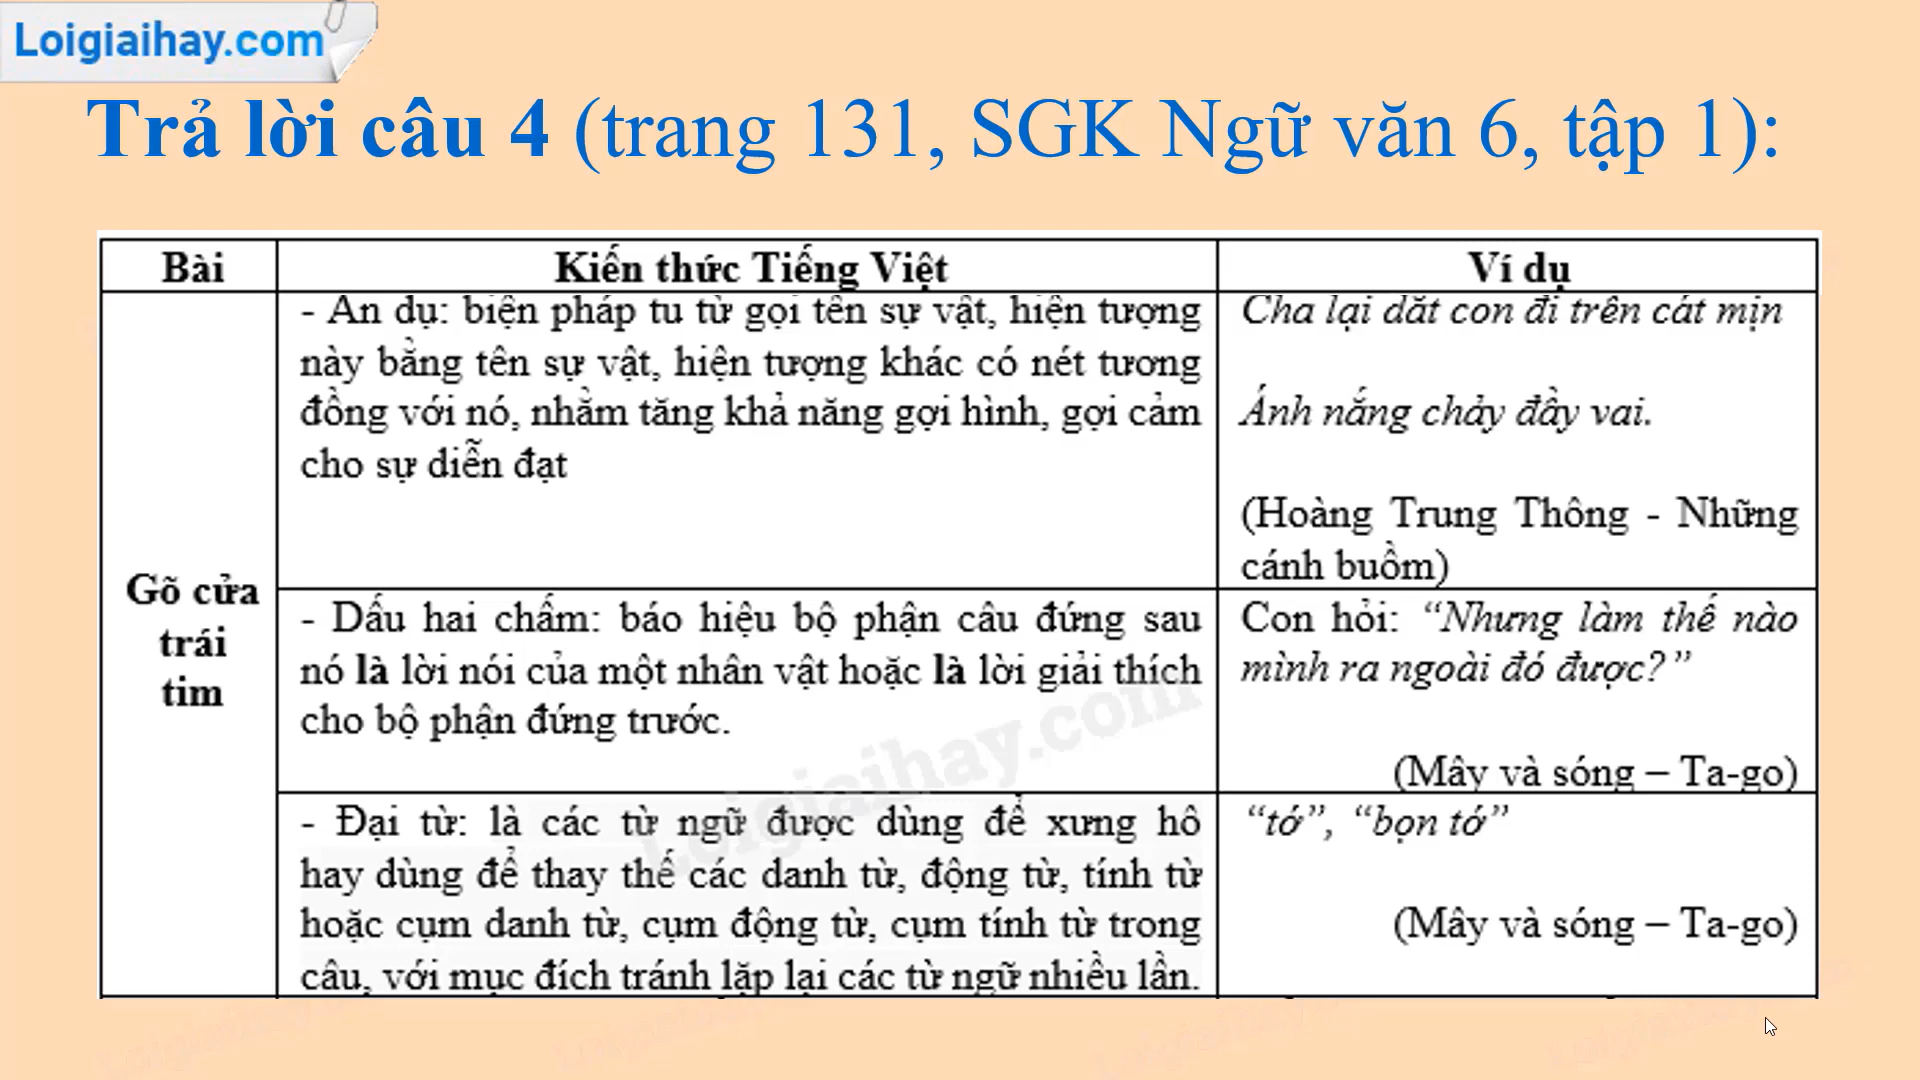 Loigiaihay.com
Trả lời câu 4 (trang 131, SGK Ngữ văn 6, tập 1):
Bài
Kiến thức Tiếng Việt
Ví dụ
Gõ cửa
trái
tim
- Ẩn dụ: biện pháp tu từ gọi tên sự vật, hiện tượng
này bằng tên sự vật, hiện tượng khác có nét tương
đồng với nó, nhằm tăng khả năng gợi hình, gợi cảm
cho sự diễn đạt
Cha lại dắt con đi trên cát mịn
Ánh nắng chảy đầy vai.
(Hoàng Trung Thông - Những
cánh buồm)
- Dấu hai chấm: báo hiệu bộ phận câu đứng sau
nó là lời nói của một nhân vật hoặc là lời giải thích
cho bộ phận đứng trước.
Con hỏi: “Nhưng làm thế nào
mình ra ngoài đó được?”
(Mây và sóng – Ta-go)
- Đại từ: là các từ ngữ được dùng để xưng hô
hay dùng để thay thế các danh từ, động từ, tính từ
hoặc cụm danh từ, cụm động từ, cụm tính từ trong
câu, với mục đích tránh lặp lại các từ ngữ nhiều lần.
“tớ”, “bọn tớ”
(Mây và sóng – Ta-go)
Loigiaihay.com